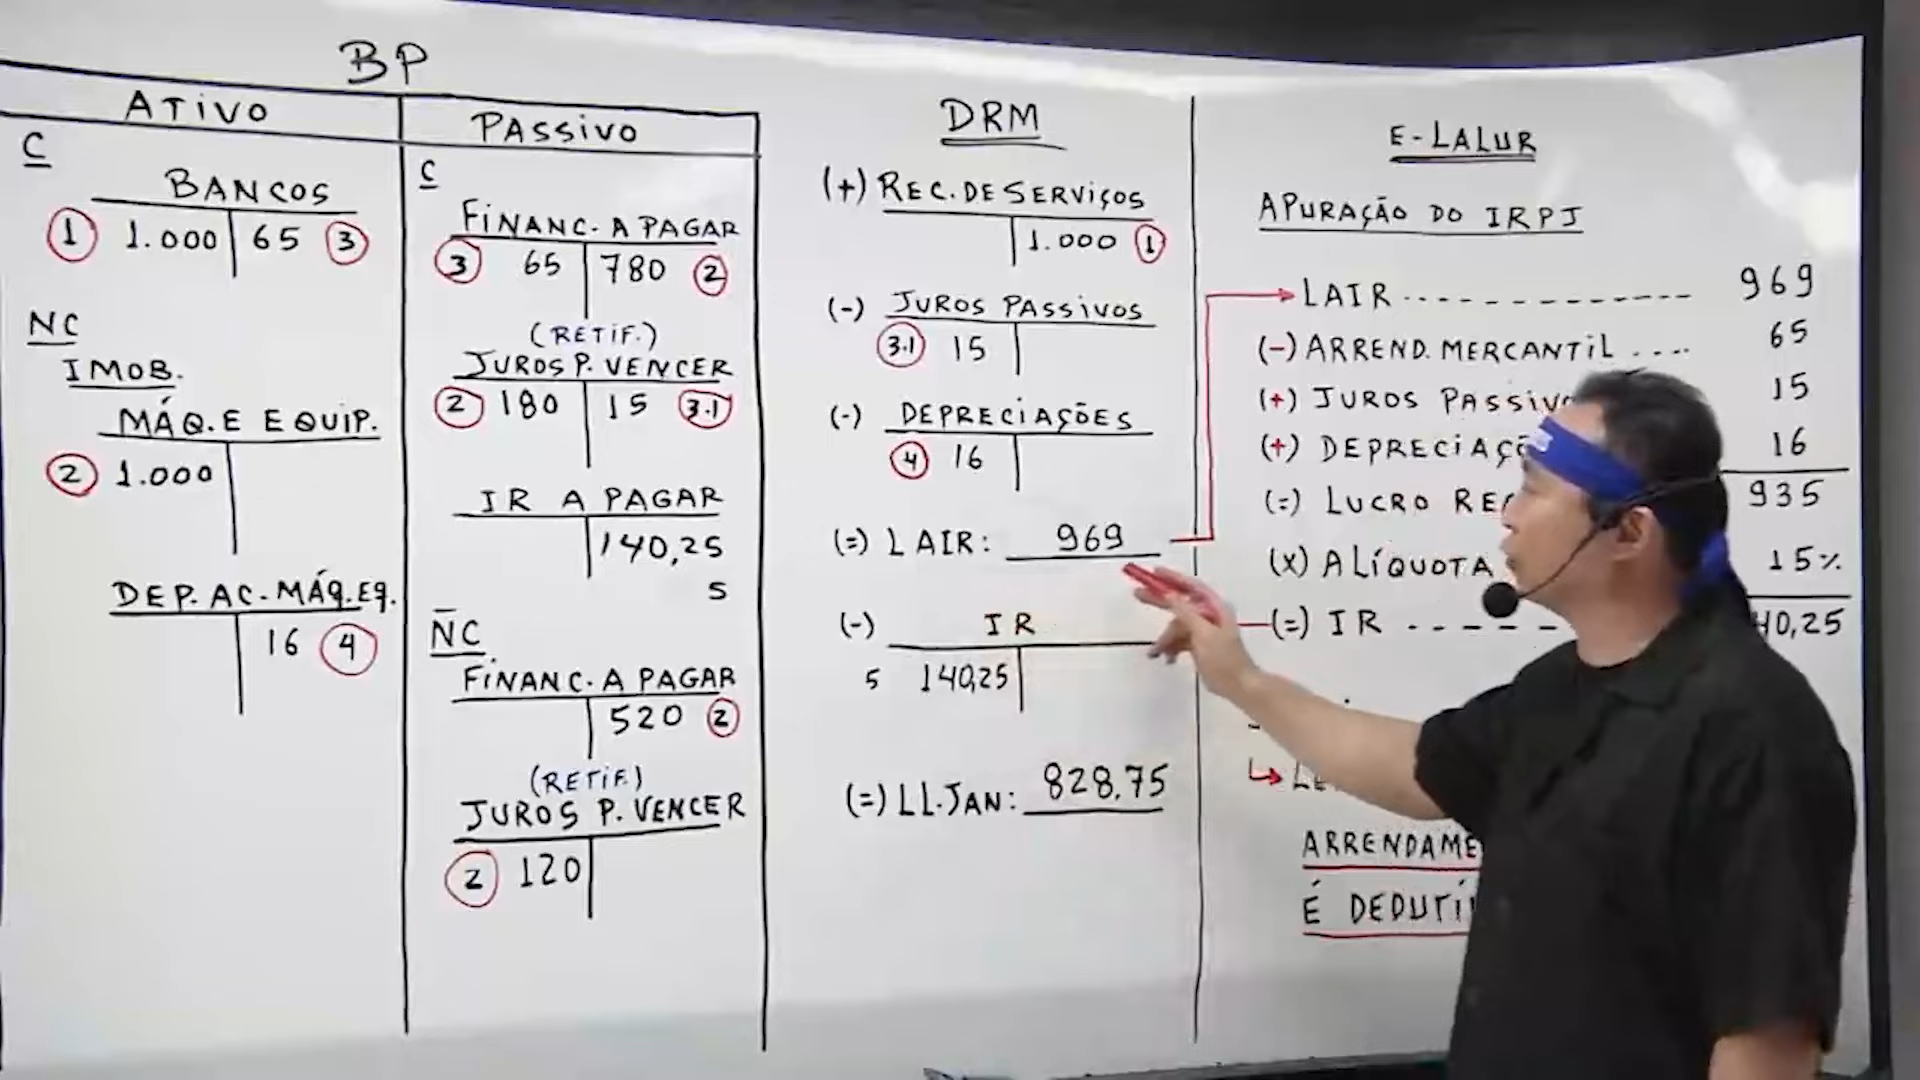 BP
ATIVO
C
BANCOS
1 1.000 65 3
NC
IMOB.
MÁQ.E EQUIP.
2 1.000
DEP.AC.MÁQ.EQ.
16 4
PASSIVO
C
FINANC. A PAGAR
3 65 780 2
(RETIF.)
JUROS P. VENCER
2 180 15 3.1
IR A PAGAR
140,25
5
NC
FINANC. A PAGAR
520 2
(RETIF.)
JUROS P. VENCER
2 120
DRM
(+) REC. DE SERVIÇOS
1.000 1
(-) JUROS PASSIVOS
3.1 15
(-) DEPRECIAÇÕES
4 16
(=) LAIR: 969
(-) IR
5 140,25
(=) LL.JAN: 828,75
E-LALUR
APURAÇÃO DO IRPJ
LAIR 969
(-) ARREND. MERCANTIL 65
(+) JUROS 15
(+) 16
(=) LUCRO 935
(X) ALÍQUOTA 15%
(=) IR
É